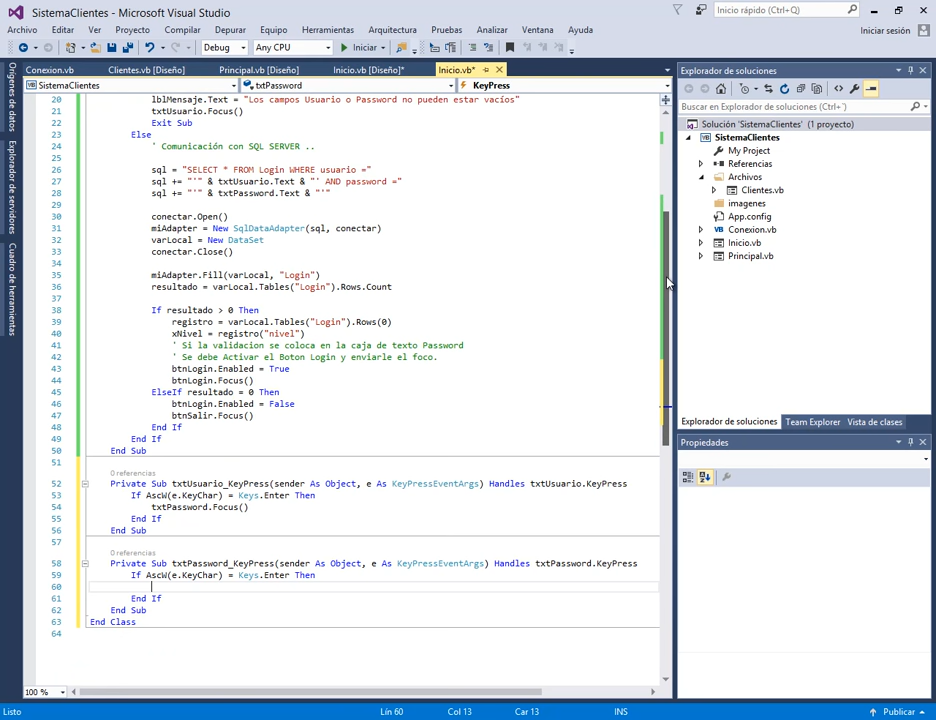 SistemaClientes - Microsoft Visual Studio
Inicio rápido (Ctrl+Q)
Archivo Editar Ver Proyecto Compilar Depurar Equipo Herramientas Arquitectura Pruebas Analizar Ventana Ayuda
Iniciar sesión
Debug Any CPU Iniciar
Conexion.vb Clientes.vb [Diseño] Principal.vb [Diseño] Inicio.vb [Diseño]* Inicio.vb*
SistemaClientes txtPassword KeyPress
Orígenes de datos
Explorador de servidores
Cuadro de herramientas
20 lblMensaje.Text = "Los campos Usuario o Password no pueden estar vacíos"
21 txtUsuario.Focus()
22 Exit Sub
23 Else
24 ' Comunicación con SQL SERVER ..
25
26 sql = "SELECT * FROM Login WHERE usuario ="
27 sql += "'" & txtUsuario.Text & "' AND password ="
28 sql += "'" & txtPassword.Text & "'"
29
30 conectar.Open()
31 miAdapter = New SqlDataAdapter(sql, conectar)
32 varLocal = New DataSet
33 conectar.Close()
34
35 miAdapter.Fill(varLocal, "Login")
36 resultado = varLocal.Tables("Login").Rows.Count
37
38 If resultado > 0 Then
39 registro = varLocal.Tables("Login").Rows(0)
40 xNivel = registro("nivel")
41 ' Si la validacion se coloca en la caja de texto Password
42 ' Se debe Activar el Boton Login y enviarle el foco.
43 btnLogin.Enabled = True
44 btnLogin.Focus()
45 ElseIf resultado = 0 Then
46 btnLogin.Enabled = False
47 btnSalir.Focus()
48 End If
49 End If
50 End Sub
51
0 referencias
52 Private Sub txtUsuario_KeyPress(sender As Object, e As KeyPressEventArgs) Handles txtUsuario.KeyPress
53 If AscW(e.KeyChar) = Keys.Enter Then
54 txtPassword.Focus()
55 End If
56 End Sub
57
0 referencias
58 Private Sub txtPassword_KeyPress(sender As Object, e As KeyPressEventArgs) Handles txtPassword.KeyPress
59 If AscW(e.KeyChar) = Keys.Enter Then
60
61 End If
62 End Sub
63 End Class
64
100 %
Explorador de soluciones
Buscar en Explorador de soluciones (Ctrl+´)
Solución 'SistemaClientes' (1 proyecto)
SistemaClientes
My Project
Referencias
Archivos
Clientes.vb
imagenes
App.config
Conexion.vb
Inicio.vb
Principal.vb
Explorador de soluciones Team Explorer Vista de clases
Propiedades
Listo Lín 60 Col 13 Car 13 INS Publicar